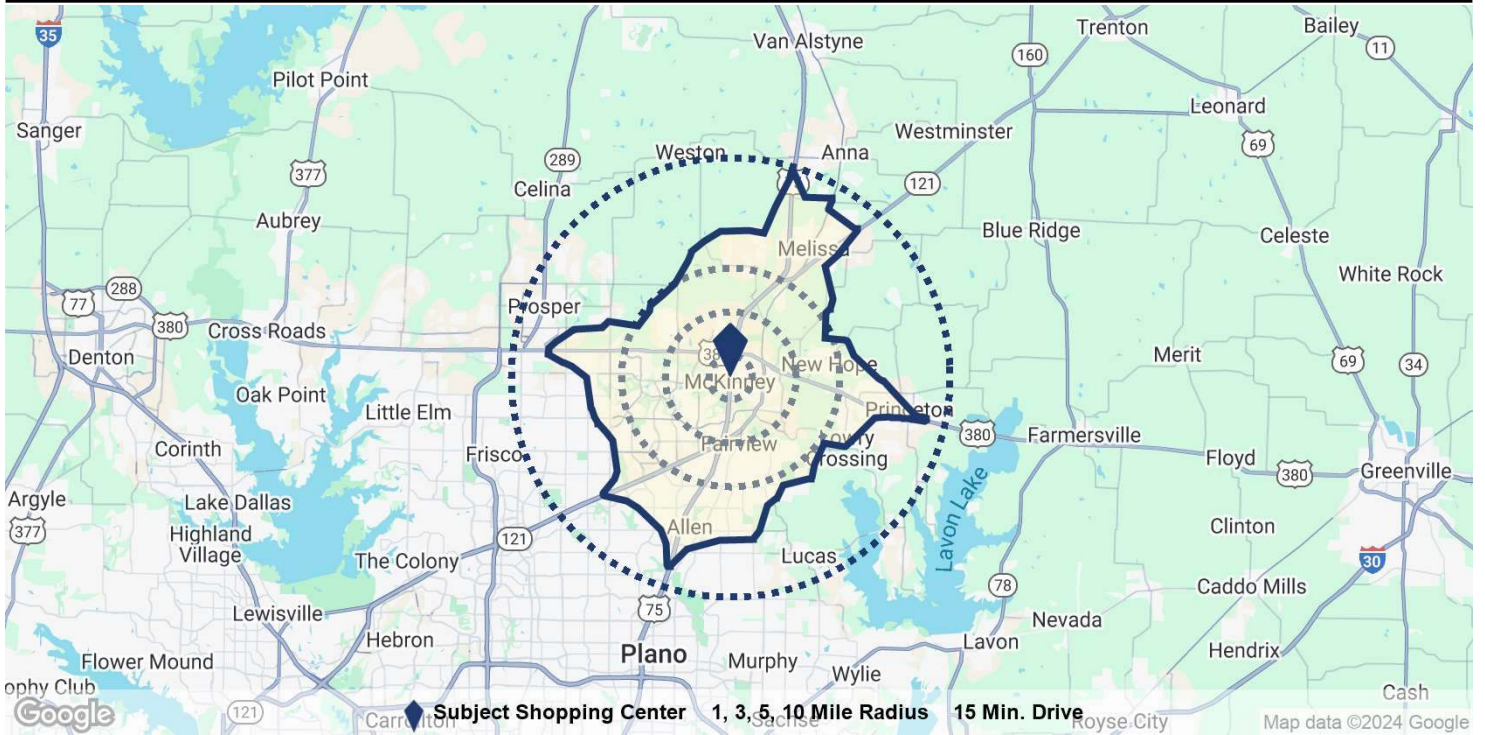 35
Van Alstyne
Trenton
Bailey
11
160
Pilot Point
Leonard
Sanger
Westminster
69
289
Weston
Anna
377
Celina
121
Aubrey
Blue Ridge
Celeste
Melissa
White Rock
288
77
Prosper
380
Cross Roads
Denton
Merit
69
34
New Hope
McKinney
Oak Point
Little Elm
Princeton
380
Farmersville
Corinth
Frisco
Fairview
Lowry
Crossing
Floyd
380
Greenville
Argyle
377
Lake Dallas
Lavon Lake
Highland
Village
Allen
Clinton
121
The Colony
Lucas
30
78
Caddo Mills
Lewisville
75
Nevada
Hebron
Lavon
Plano
Hendrix
Flower Mound
Murphy
Wylie
ophy Club
Cash
Google
121
Carrollton
Subject Shopping Center 1, 3, 5, 10 Mile Radius 15 Min. Drive
Sachse
Royse City
Map data ©2024 Google